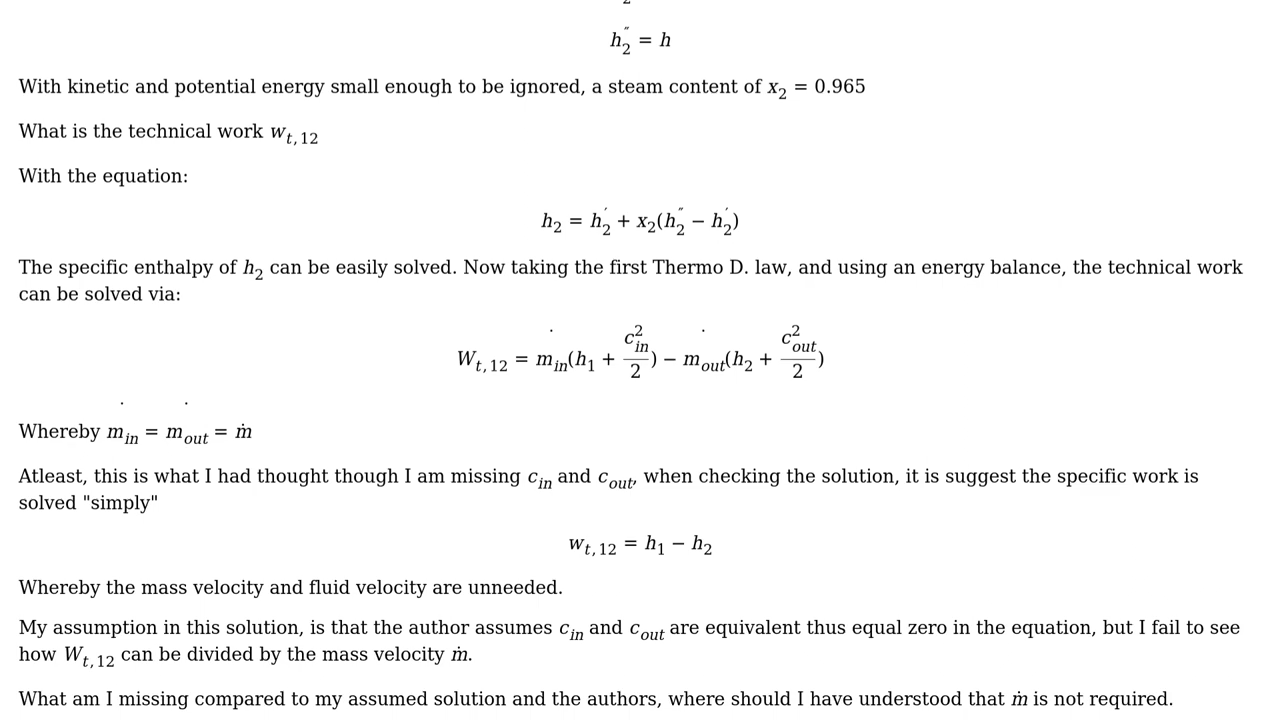 2
h₂″ = h
With kinetic and potential energy small enough to be ignored, a steam content of x₂ = 0.965
What is the technical work w_{t,12}
With the equation:
h₂ = h₂′ + x₂(h₂″ − h₂′)
The specific enthalpy of h₂ can be easily solved. Now taking the first Thermo D. law, and using an energy balance, the technical work
can be solved via:
W_{t,12} = ṁ_{in}(h₁ + c_{in}²/2) − ṁ_{out}(h₂ + c_{out}²/2)
Whereby ṁ_{in} = ṁ_{out} = ṁ
Atleast, this is what I had thought though I am missing c_{in} and c_{out}, when checking the solution, it is suggest the specific work is
solved "simply"
w_{t,12} = h₁ − h₂
Whereby the mass velocity and fluid velocity are unneeded.
My assumption in this solution, is that the author assumes c_{in} and c_{out} are equivalent thus equal zero in the equation, but I fail to see
how W_{t,12} can be divided by the mass velocity ṁ.
What am I missing compared to my assumed solution and the authors, where should I have understood that ṁ is not required.